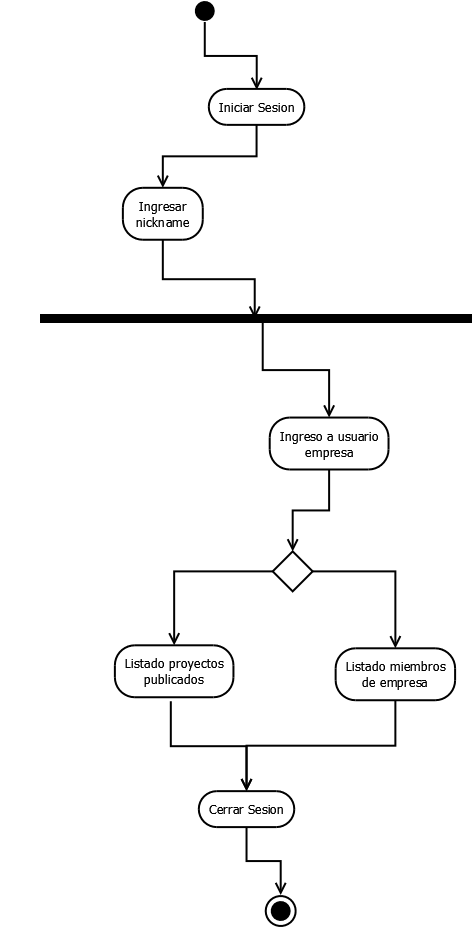 Iniciar Sesion
Ingresar
nickname
Ingreso a usuario
empresa
Listado proyectos
publicados
Listado miembros
de empresa
Cerrar Sesion